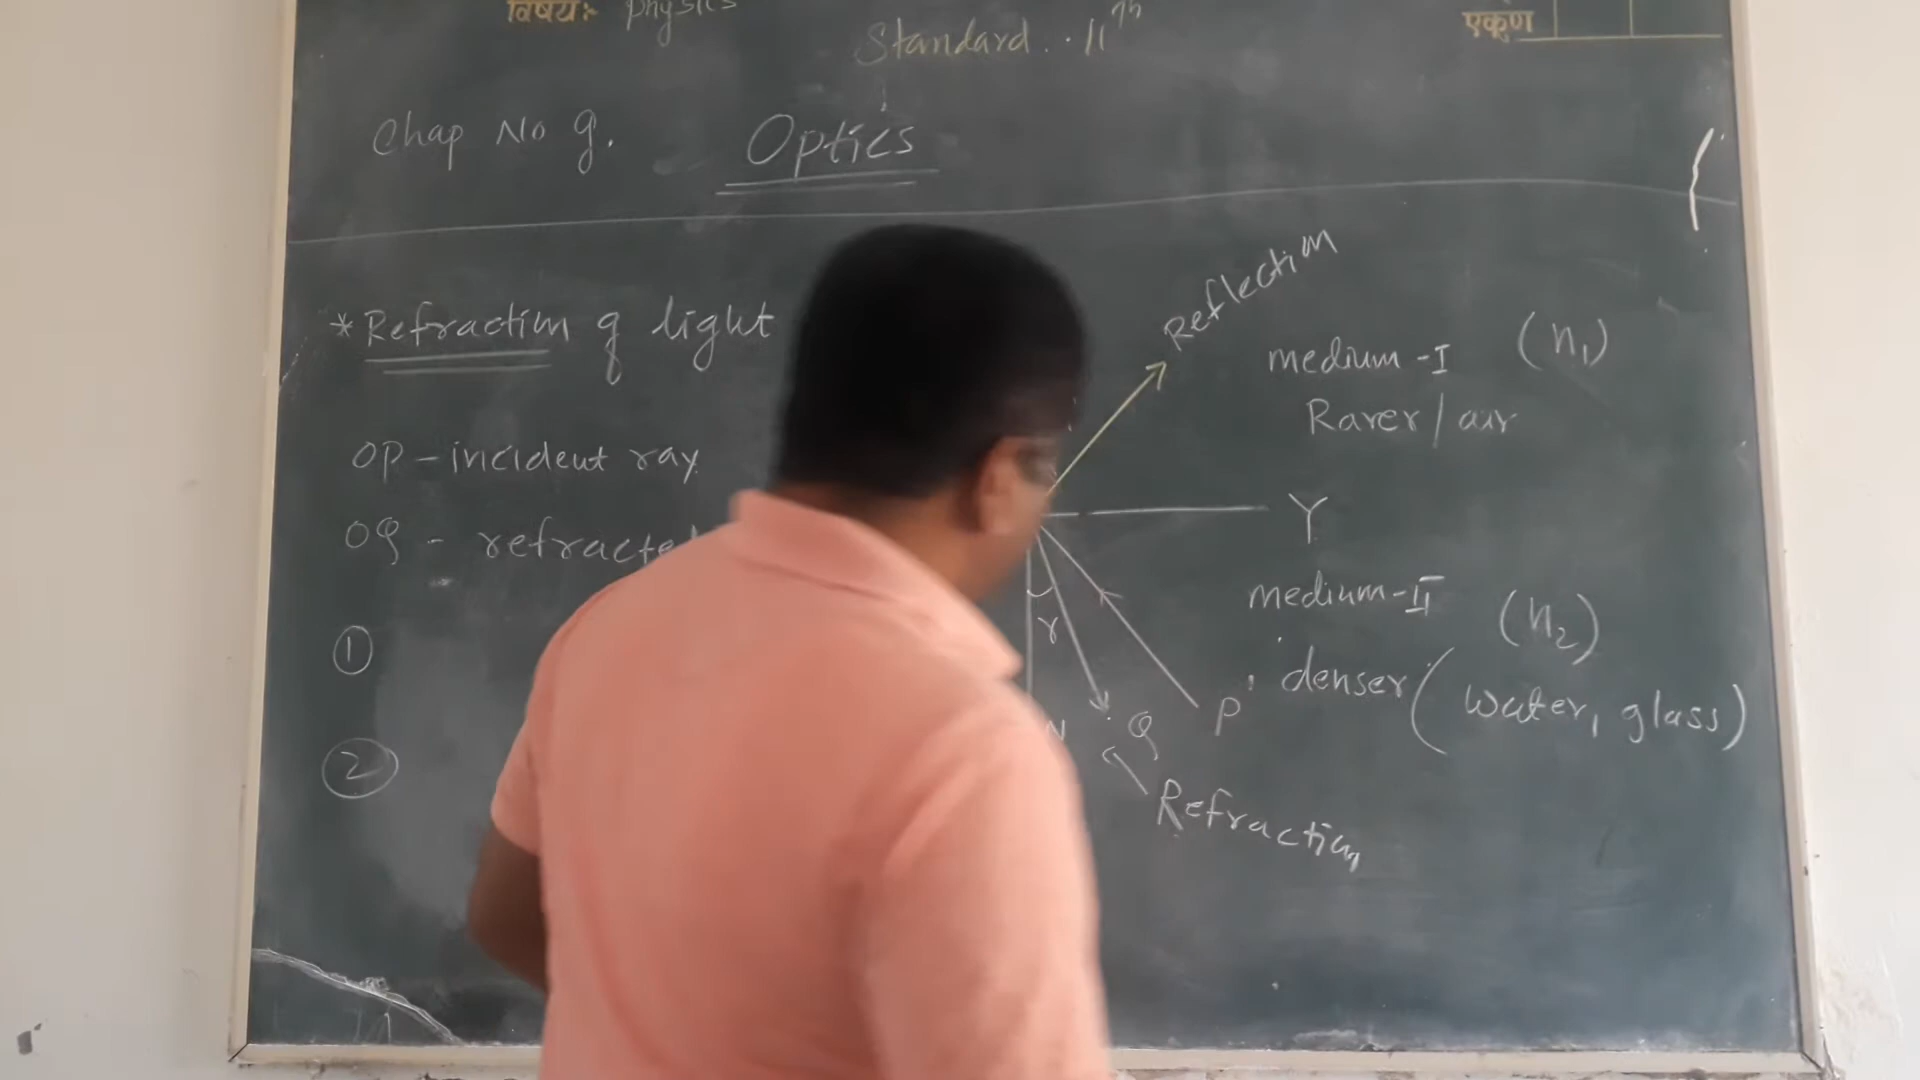 विषय:- physics
Standard..11th
एकूण
Chap No 9.
Optics
Reflection
*Refraction of light
medium-I (n1)
Rarer/air
OP-incident ray
OQ - refracte
Y
medium-II (n2)
r
①
P
denser (water, glass)
N
Q
②
Refraction